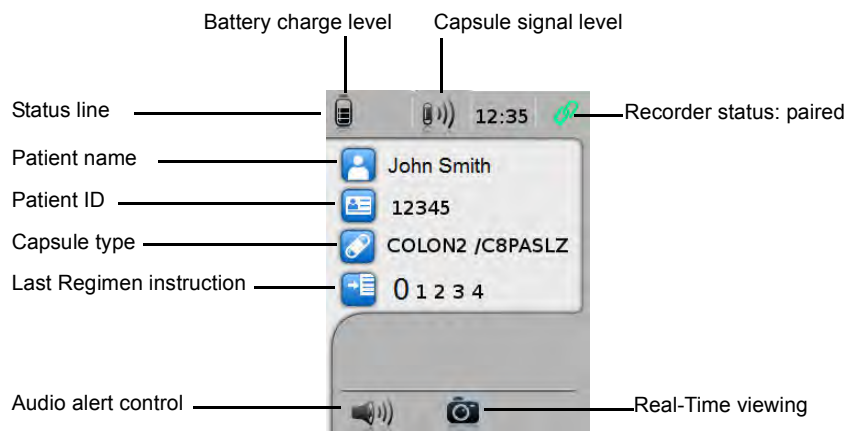 Battery charge level
Capsule signal level
Status line
12:35
Recorder status: paired
Patient name
John Smith
Patient ID
12345
Capsule type
COLON2 /C8PASLZ
Last Regimen instruction
0 1 2 3 4
Audio alert control
Real-Time viewing